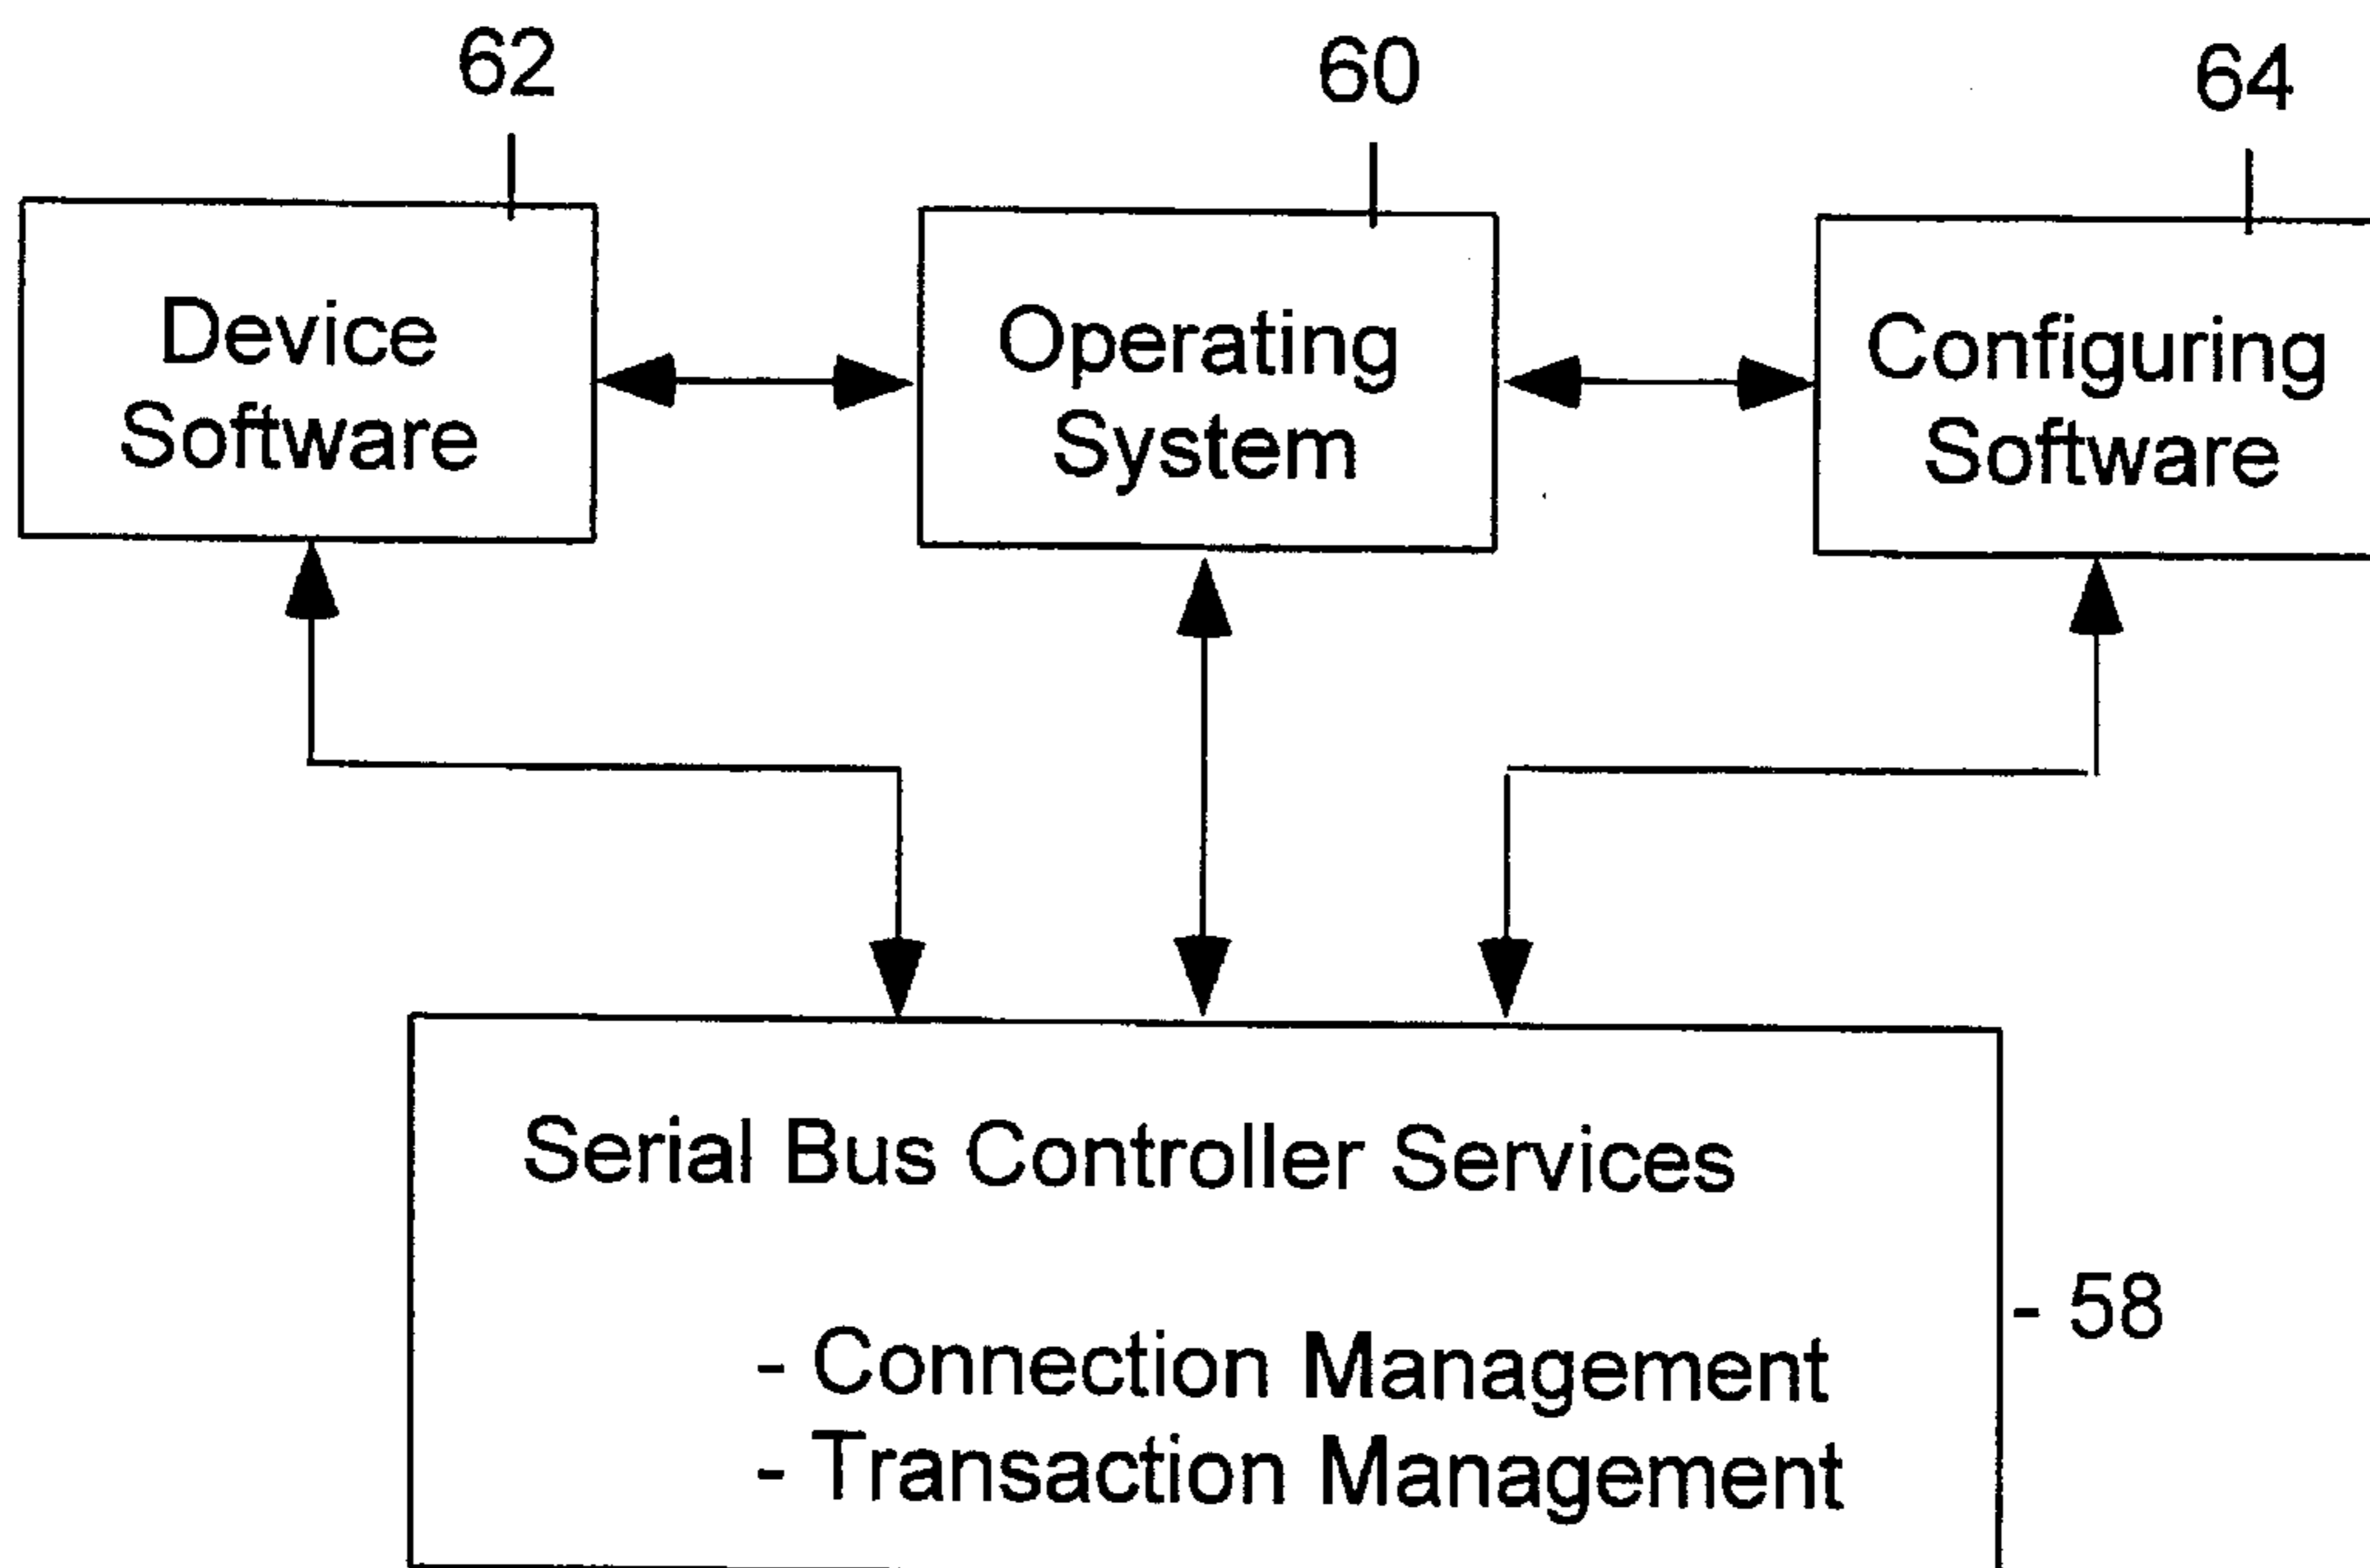 62
60
64
Device
Software
Operating
System
Configuring
Software
Serial Bus Controller Services
- Connection Management
- Transaction Management
- 58